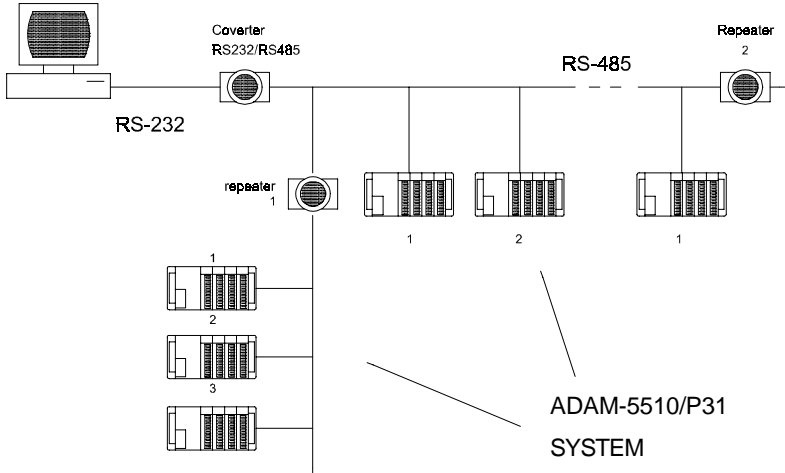 Coverter
RS232/RS485
Repeater
2
RS-485
RS-232
repeater
1
1
2
1
1
2
3
ADAM-5510/P31
SYSTEM